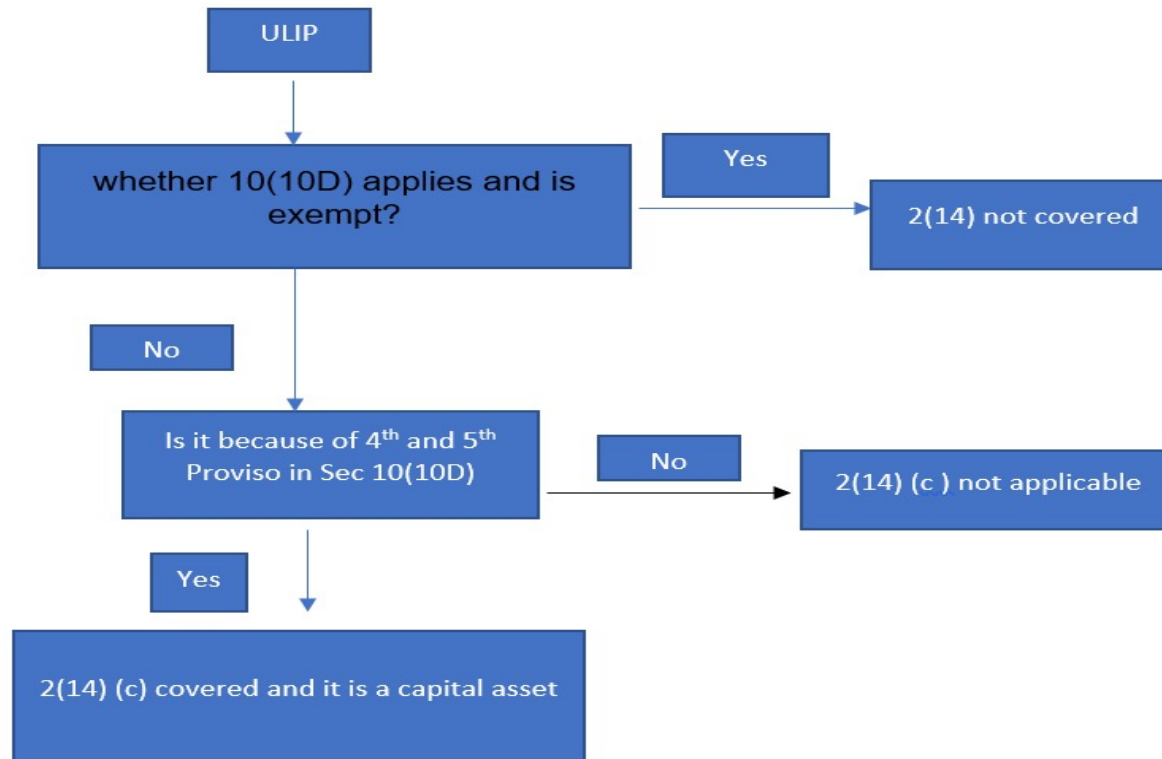 ULIP
whether 10(10D) applies and is
exempt?
Yes
2(14) not covered
No
Is it because of 4th and 5th
Proviso in Sec 10(10D)
No
2(14) (c ) not applicable
Yes
2(14) (c) covered and it is a capital asset